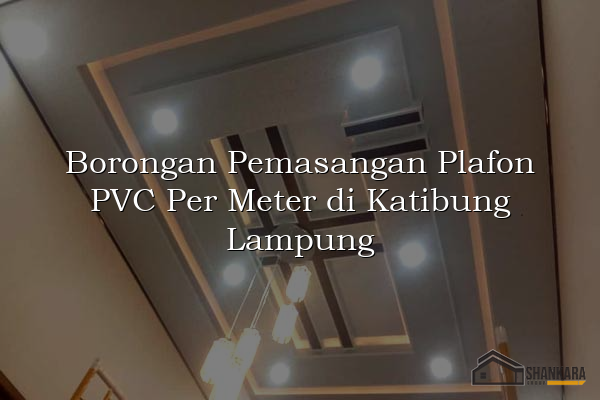 Borongan Pemasangan Plafon
PVC Per Meter di Katibung
Lampung
SHANKARA